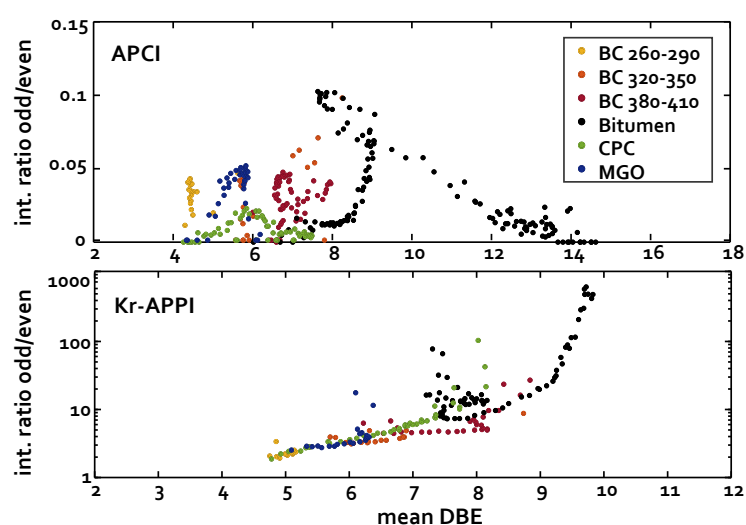 0.15
APCI
int. ratio odd/even
0.1
0.05
0
BC 260-290
BC 320-350
BC 380-410
Bitumen
CPC
MGO
2 4 6 8 10 12 14 16 18
1000
Kr-APPI
int. ratio odd/even
100
10
1
2 3 4 5 6 7 8 9 10 11 12
mean DBE